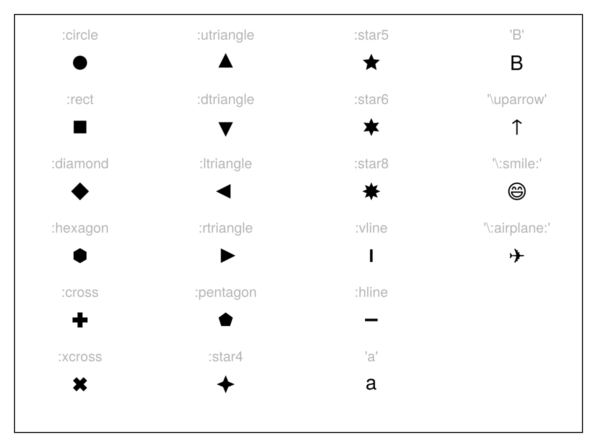 :circle :utriangle :star5 'B'
B
:rect :dtriangle :star6 '\uparrow'
↑
:diamond :ltriangle :star8 '\:smile:'
😄
:hexagon :rtriangle :vline '\:airplane:'
✈
:cross :pentagon :hline
:xcross :star4 'a'
a